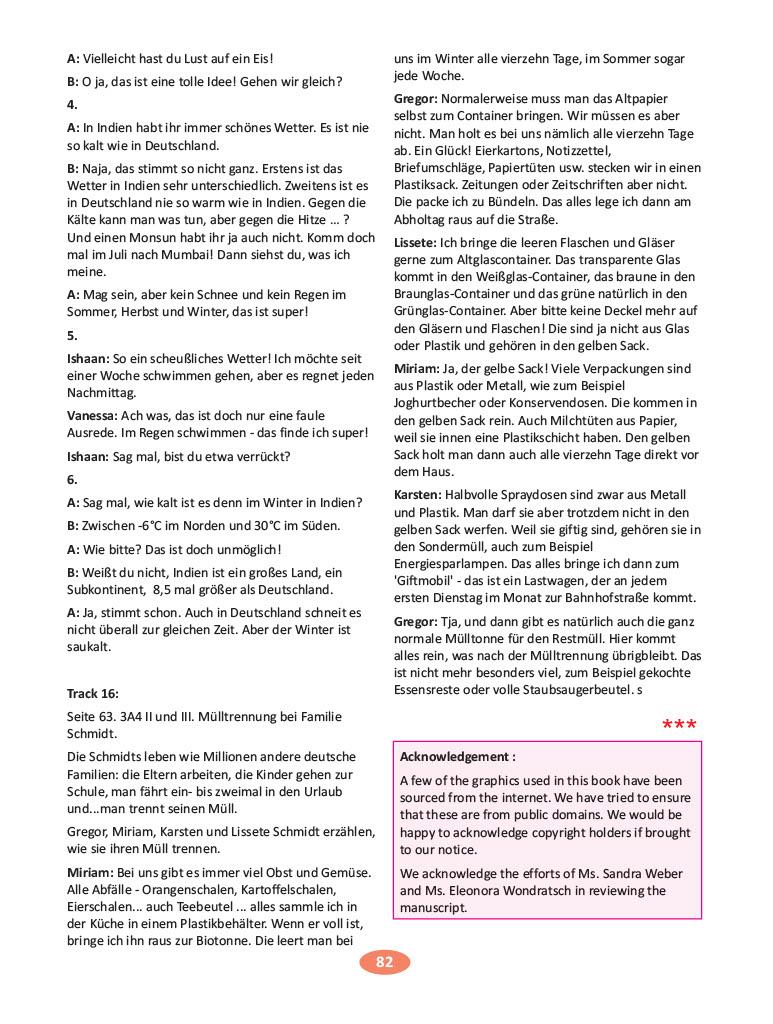 A: Vielleicht hast du Lust auf ein Eis!
B: O ja, das ist eine tolle Idee! Gehen wir gleich?
4.
A: In Indien habt ihr immer schönes Wetter. Es ist nie
so kalt wie in Deutschland.
B: Naja, das stimmt so nicht ganz. Erstens ist das
Wetter in Indien sehr unterschiedlich. Zweitens ist es
in Deutschland nie so warm wie in Indien. Gegen die
Kälte kann man was tun, aber gegen die Hitze ... ?
Und einen Monsun habt ihr ja auch nicht. Komm doch
mal im Juli nach Mumbai! Dann siehst du, was ich
meine.
A: Mag sein, aber kein Schnee und kein Regen im
Sommer, Herbst und Winter, das ist super!
5.
Ishaan: So ein scheußliches Wetter! Ich möchte seit
einer Woche schwimmen gehen, aber es regnet jeden
Nachmittag.
Vanessa: Ach was, das ist doch nur eine faule
Ausrede. Im Regen schwimmen - das finde ich super!
Ishaan: Sag mal, bist du etwa verrückt?
6.
A: Sag mal, wie kalt ist es denn im Winter in Indien?
B: Zwischen -6°C im Norden und 30°C im Süden.
A: Wie bitte? Das ist doch unmöglich!
B: Weißt du nicht, Indien ist ein großes Land, ein
Subkontinent, 8,5 mal größer als Deutschland.
A: Ja, stimmt schon. Auch in Deutschland schneit es
nicht überall zur gleichen Zeit. Aber der Winter ist
saukalt.
Track 16:
Seite 63. 3A4 II und III. Mülltrennung bei Familie
Schmidt.
Die Schmidts leben wie Millionen andere deutsche
Familien: die Eltern arbeiten, die Kinder gehen zur
Schule, man fährt ein- bis zweimal in den Urlaub
und...man trennt seinen Müll.
Gregor, Miriam, Karsten und Lissete Schmidt erzählen,
wie sie ihren Müll trennen.
Miriam: Bei uns gibt es immer viel Obst und Gemüse.
Alle Abfälle - Orangenschalen, Kartoffelschalen,
Eierschalen... auch Teebeutel ... alles sammle ich in
der Küche in einem Plastikbehälter. Wenn er voll ist,
bringe ich ihn raus zur Biotonne. Die leert man bei
uns im Winter alle vierzehn Tage, im Sommer sogar
jede Woche.
Gregor: Normalerweise muss man das Altpapier
selbst zum Container bringen. Wir müssen es aber
nicht. Man holt es bei uns nämlich alle vierzehn Tage
ab. Ein Glück! Eierkartons, Notizzettel,
Briefumschläge, Papiertüten usw. stecken wir in einen
Plastiksack. Zeitungen oder Zeitschriften aber nicht.
Die packe ich zu Bündeln. Das alles lege ich dann am
Abholtag raus auf die Straße.
Lissete: Ich bringe die leeren Flaschen und Gläser
gerne zum Altglascontainer. Das transparente Glas
kommt in den Weißglas-Container, das braune in den
Braunglas-Container und das grüne natürlich in den
Grünglas-Container. Aber bitte keine Deckel mehr auf
den Gläsern und Flaschen! Die sind ja nicht aus Glas
oder Plastik und gehören in den gelben Sack.
Miriam: Ja, der gelbe Sack! Viele Verpackungen sind
aus Plastik oder Metall, wie zum Beispiel
Joghurtbecher oder Konservendosen. Die kommen in
den gelben Sack rein. Auch Milchtüten aus Papier,
weil sie innen eine Plastikschicht haben. Den gelben
Sack holt man dann auch alle vierzehn Tage direkt vor
dem Haus.
Karsten: Halbvolle Spraydosen sind zwar aus Metall
und Plastik. Man darf sie aber trotzdem nicht in den
gelben Sack werfen. Weil sie giftig sind, gehören sie in
den Sondermüll, auch zum Beispiel
Energiesparlampen. Das alles bringe ich dann zum
'Giftmobil' - das ist ein Lastwagen, der an jedem
ersten Dienstag im Monat zur Bahnhofstraße kommt.
Gregor: Tja, und dann gibt es natürlich auch die ganz
normale Mülltonne für den Restmüll. Hier kommt
alles rein, was nach der Mülltrennung übrigbleibt. Das
ist nicht mehr besonders viel, zum Beispiel gekochte
Essensreste oder volle Staubsaugerbeutel. s
***
Acknowledgement :
A few of the graphics used in this book have been
sourced from the internet. We have tried to ensure
that these are from public domains. We would be
happy to acknowledge copyright holders if brought
to our notice.
We acknowledge the efforts of Ms. Sandra Weber
and Ms. Eleonora Wondratsch in reviewing the
manuscript.
82